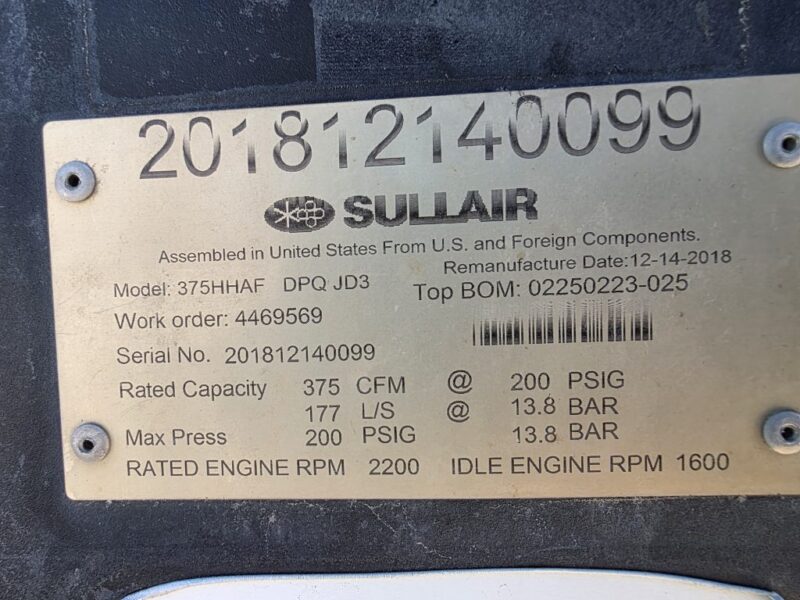 201812140099
SULLAIR
Assembled in United States From U.S. and Foreign Components.
Remanufacture Date:12-14-2018
Model: 375HHAF DPQ JD3
Top BOM: 02250223-025
Work order: 4469569
Serial No. 201812140099
Rated Capacity 375 CFM @ 200 PSIG
177 L/S @ 13.8 BAR
Max Press 200 PSIG 13.8 BAR
RATED ENGINE RPM 2200 IDLE ENGINE RPM 1600